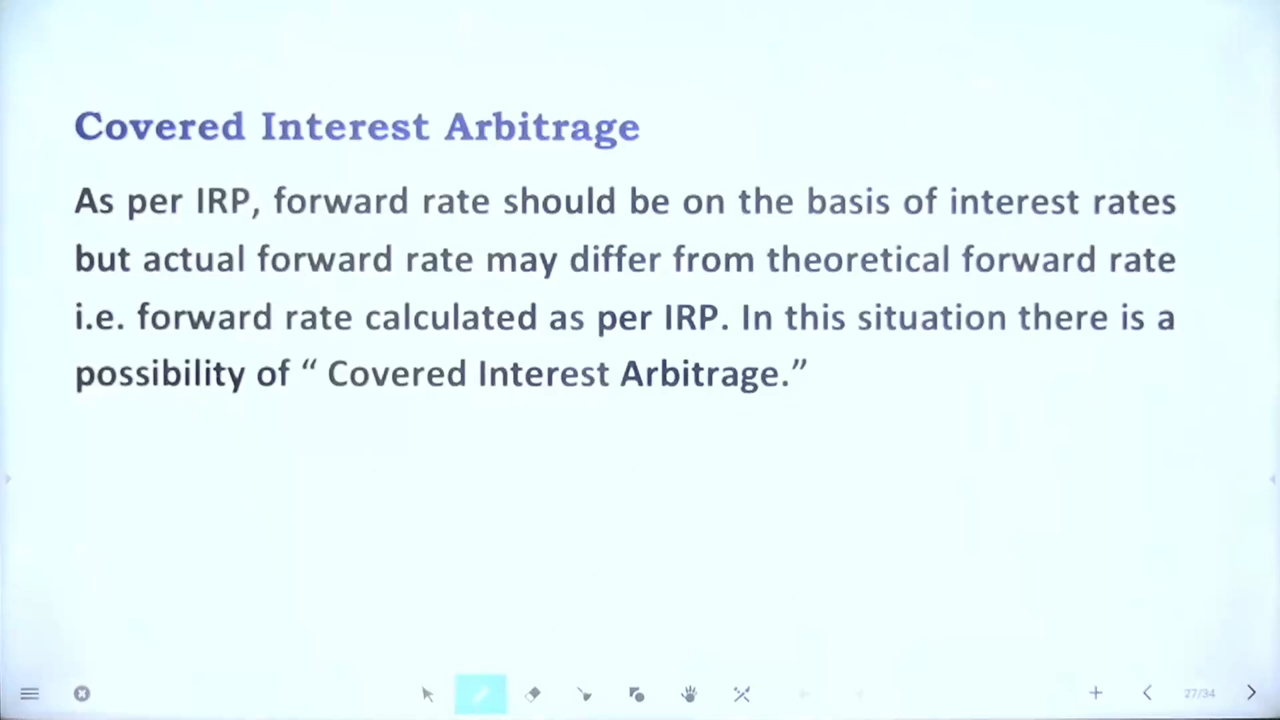 Covered Interest Arbitrage
As per IRP, forward rate should be on the basis of interest rates
but actual forward rate may differ from theoretical forward rate
i.e. forward rate calculated as per IRP. In this situation there is a
possibility of “ Covered Interest Arbitrage.”
27/34